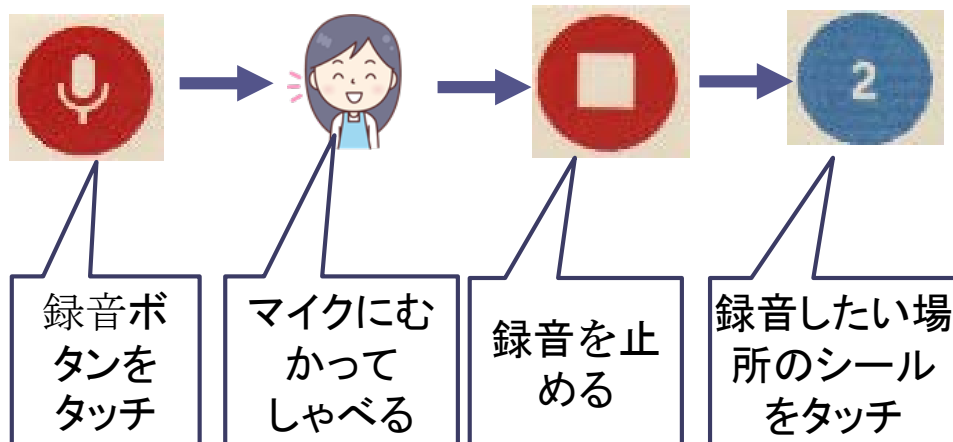 2
録音ボ
タンを
タッチ
マイクにむ
かって
しゃべる
録音を止
める
録音したい場
所のシール
をタッチ